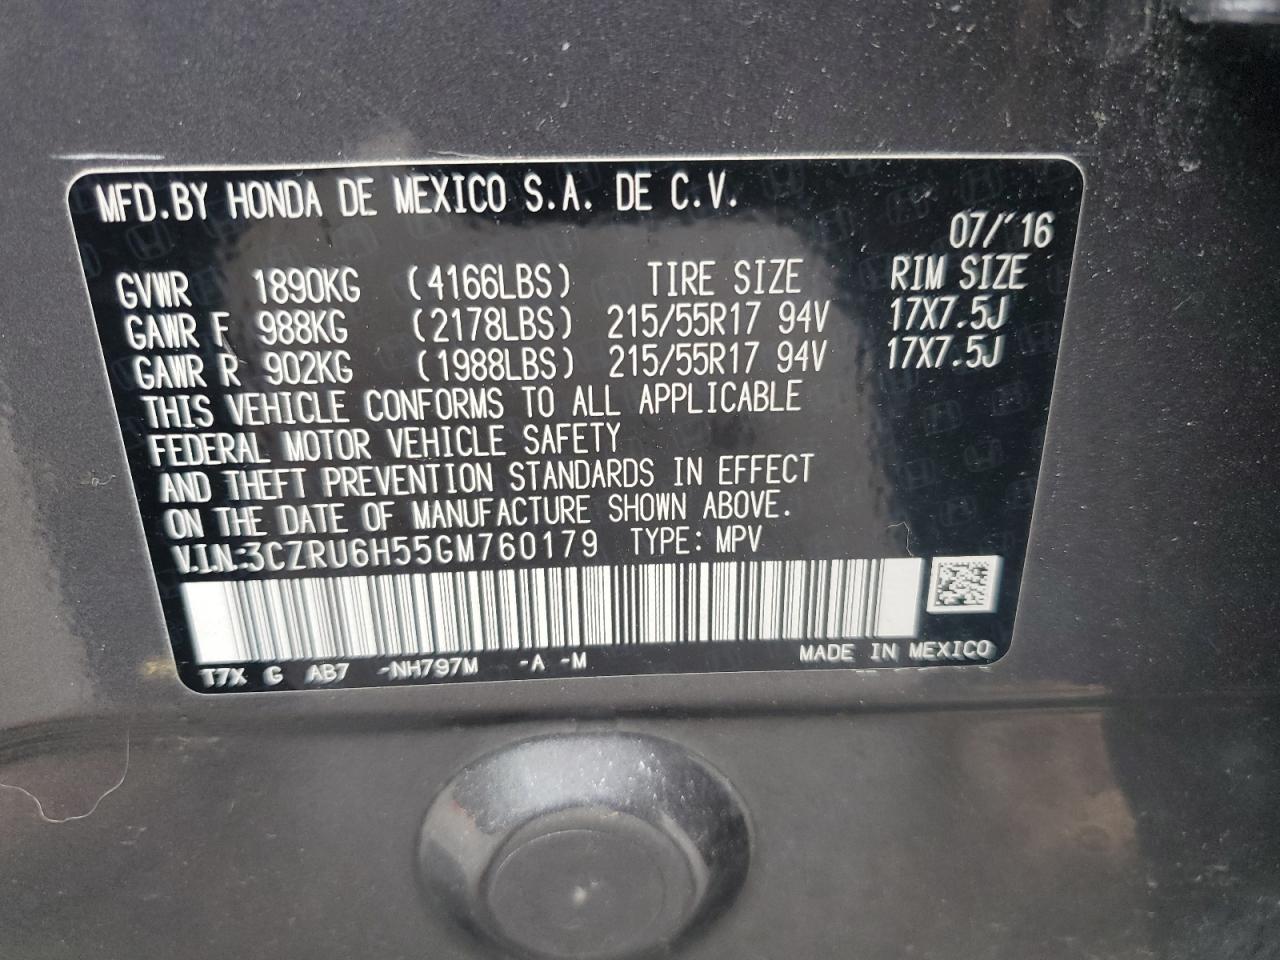 MFD.BY HONDA DE MEXICO S.A. DE C.V.
07/'16
GVWR 1890KG (4166LBS) TIRE SIZE RIM SIZE
GAWR F 988KG (2178LBS) 215/55R17 94V 17X7.5J
GAWR R 902KG (1988LBS) 215/55R17 94V 17X7.5J
THIS VEHICLE CONFORMS TO ALL APPLICABLE
FEDERAL MOTOR VEHICLE SAFETY
AND THEFT PREVENTION STANDARDS IN EFFECT
ON THE DATE OF MANUFACTURE SHOWN ABOVE.
V.I.N:3CZRU6H55GM760179 TYPE: MPV
MADE IN MEXICO
T7X G AB7 -NH797M -A -M